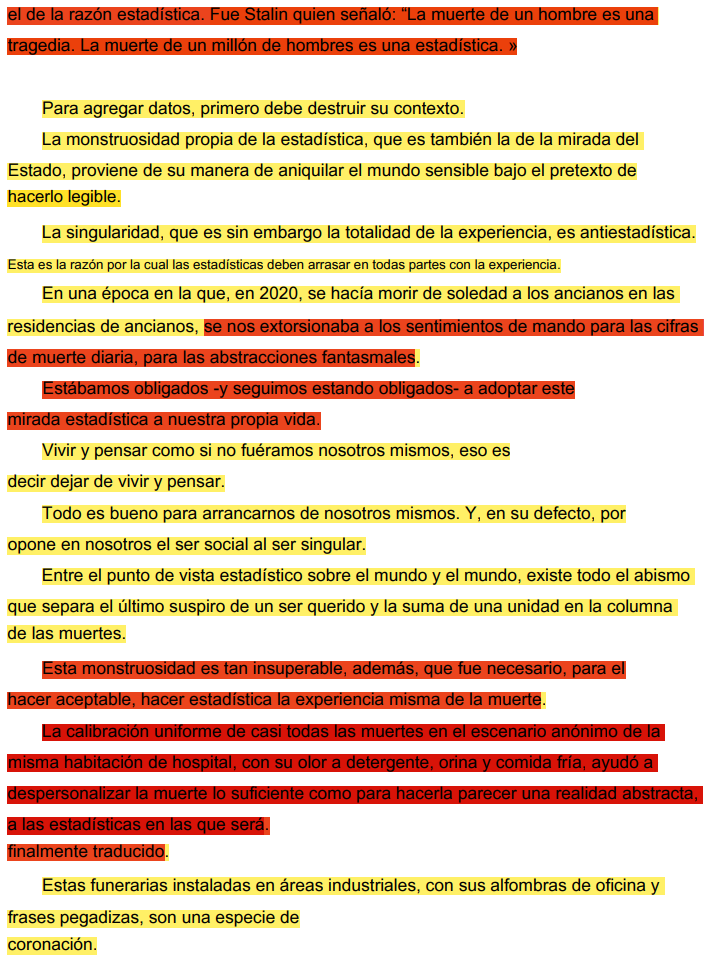 el de la razón estadística. Fue Stalin quien señaló: “La muerte de un hombre es una
tragedia. La muerte de un millón de hombres es una estadística. »
Para agregar datos, primero debe destruir su contexto.
La monstruosidad propia de la estadística, que es también la de la mirada del
Estado, proviene de su manera de aniquilar el mundo sensible bajo el pretexto de
hacerlo legible.
La singularidad, que es sin embargo la totalidad de la experiencia, es antiestadística.
Esta es la razón por la cual las estadísticas deben arrasar en todas partes con la experiencia.
En una época en la que, en 2020, se hacía morir de soledad a los ancianos en las
residencias de ancianos, se nos extorsionaba a los sentimientos de mando para las cifras
de muerte diaria, para las abstracciones fantasmales.
Estábamos obligados -y seguimos estando obligados- a adoptar este
mirada estadística a nuestra propia vida.
Vivir y pensar como si no fuéramos nosotros mismos, eso es
decir dejar de vivir y pensar.
Todo es bueno para arrancarnos de nosotros mismos. Y, en su defecto, por
opone en nosotros el ser social al ser singular.
Entre el punto de vista estadístico sobre el mundo y el mundo, existe todo el abismo
que separa el último suspiro de un ser querido y la suma de una unidad en la columna
de las muertes.
Esta monstruosidad es tan insuperable, además, que fue necesario, para el
hacer aceptable, hacer estadística la experiencia misma de la muerte.
La calibración uniforme de casi todas las muertes en el escenario anónimo de la
misma habitación de hospital, con su olor a detergente, orina y comida fría, ayudó a
despersonalizar la muerte lo suficiente como para hacerla parecer una realidad abstracta,
a las estadísticas en las que será.
finalmente traducido.
Estas funerarias instaladas en áreas industriales, con sus alfombras de oficina y
frases pegadizas, son una especie de
coronación.